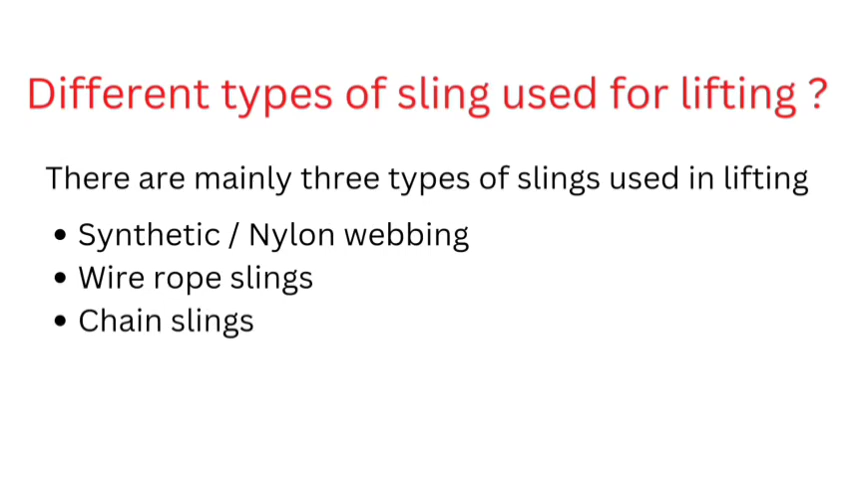 Different types of sling used for lifting ?
There are mainly three types of slings used in lifting
• Synthetic / Nylon webbing
• Wire rope slings
• Chain slings